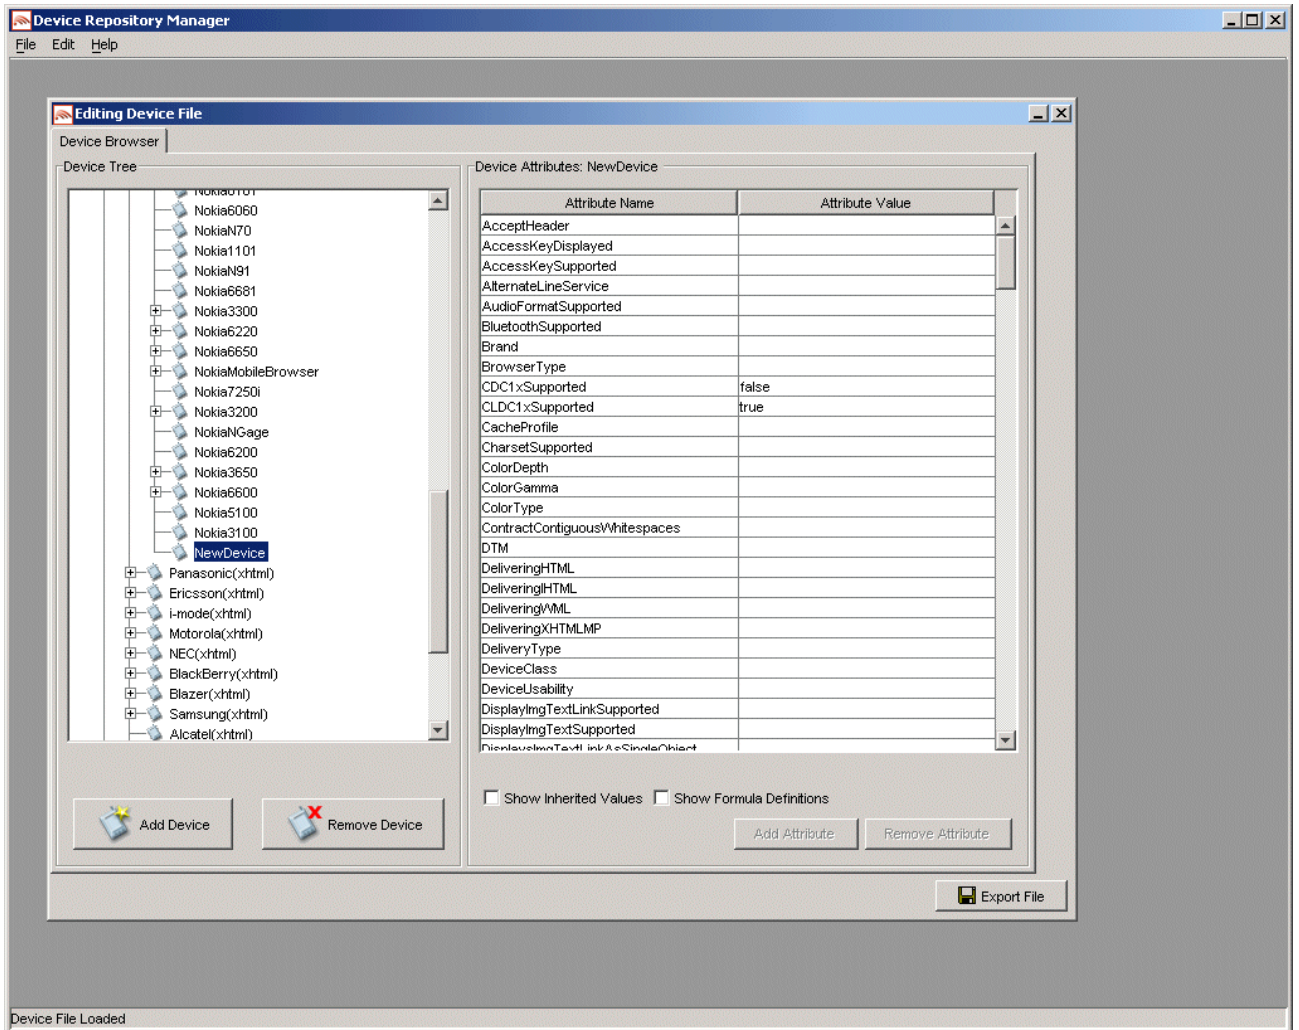 Device Repository Manager
File Edit Help
Editing Device File
Device Browser
Device Tree
Nokia6101
Nokia6060
NokiaN70
Nokia1101
NokiaN91
Nokia6681
Nokia3300
Nokia6220
Nokia6650
NokiaMobileBrowser
Nokia7250i
Nokia3200
NokiaNGage
Nokia6200
Nokia3650
Nokia6600
Nokia5100
Nokia3100
NewDevice
Panasonic(xhtml)
Ericsson(xhtml)
i-mode(xhtml)
Motorola(xhtml)
NEC(xhtml)
BlackBerry(xhtml)
Blazer(xhtml)
Samsung(xhtml)
Alcatel(xhtml)
Add Device
Remove Device
Device Attributes: NewDevice
Attribute Name Attribute Value
AcceptHeader
AccessKeyDisplayed
AccessKeySupported
AlternateLineService
AudioFormatSupported
BluetoothSupported
Brand
BrowserType
CDC1xSupported false
CLDC1xSupported true
CacheProfile
CharsetSupported
ColorDepth
ColorGamma
ColorType
ContractContiguousWhitespaces
DTM
DeliveringHTML
DeliveringIHTML
DeliveringWML
DeliveringXHTMLMP
DeliveryType
DeviceClass
DeviceUsability
DisplayImgTextLinkSupported
DisplayImgTextSupported
DisplaysImgTextLinkAsSingleObject
Show Inherited Values Show Formula Definitions
Add Attribute Remove Attribute
Export File
Device File Loaded